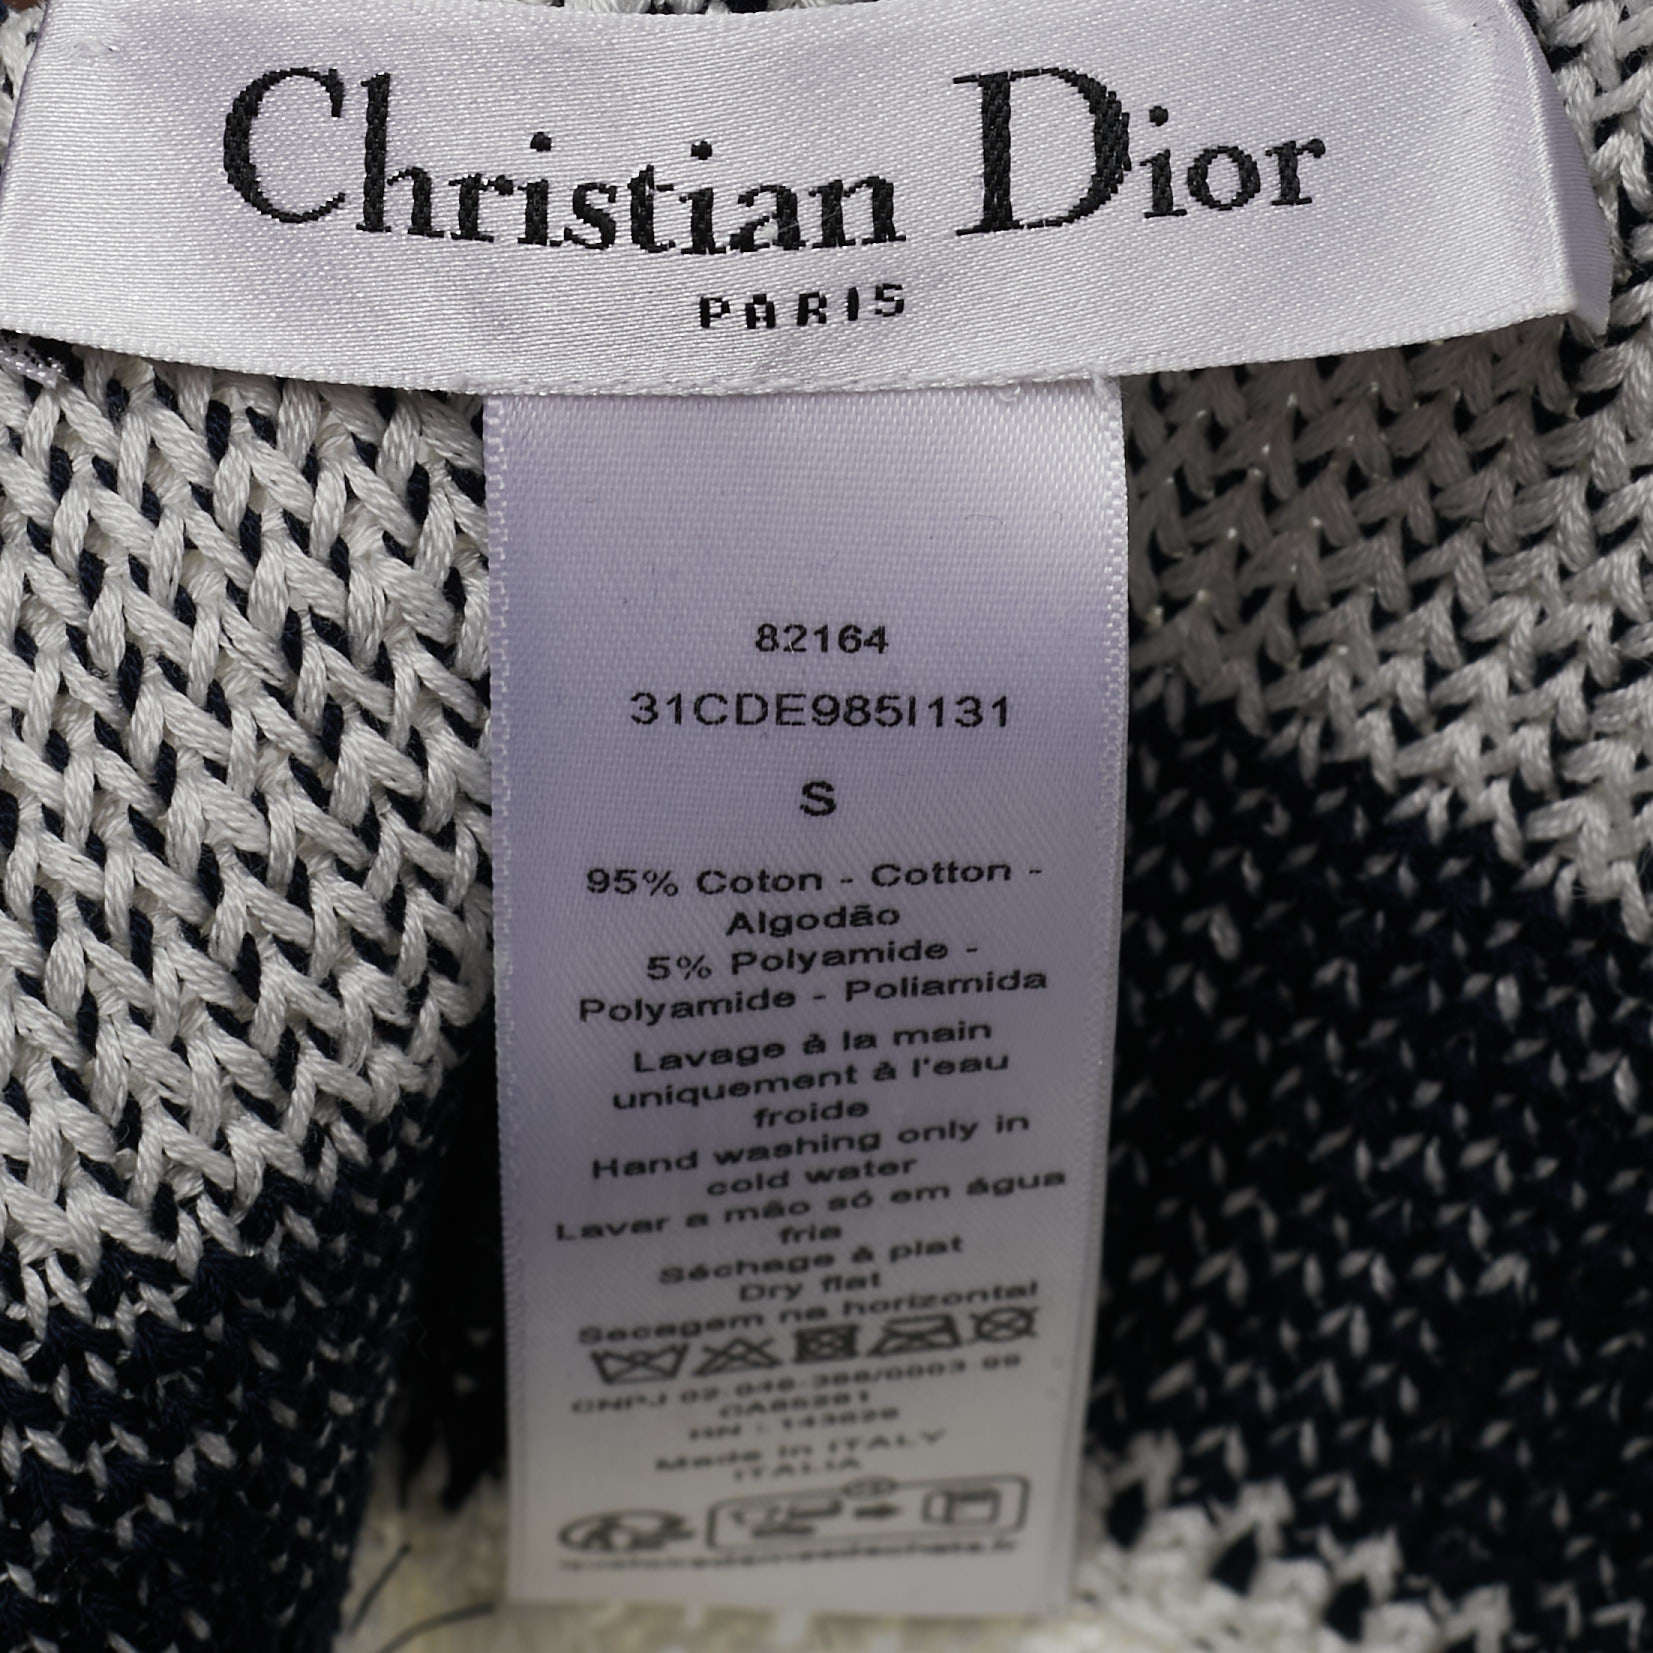 Christian Dior
PARIS
82164
31CDE985I131
S
95% Coton - Cotton -
Algodão
5% Polyamide -
Polyamide - Poliamida
Lavage à la main
uniquement à l'eau
froide
Hand washing only in
cold water
Lavar a mão só em água
fria
Séchage à plat
Dry flat
Secagem na horizontal
CNPJ
RN :
Made in ITALY
ITALIA